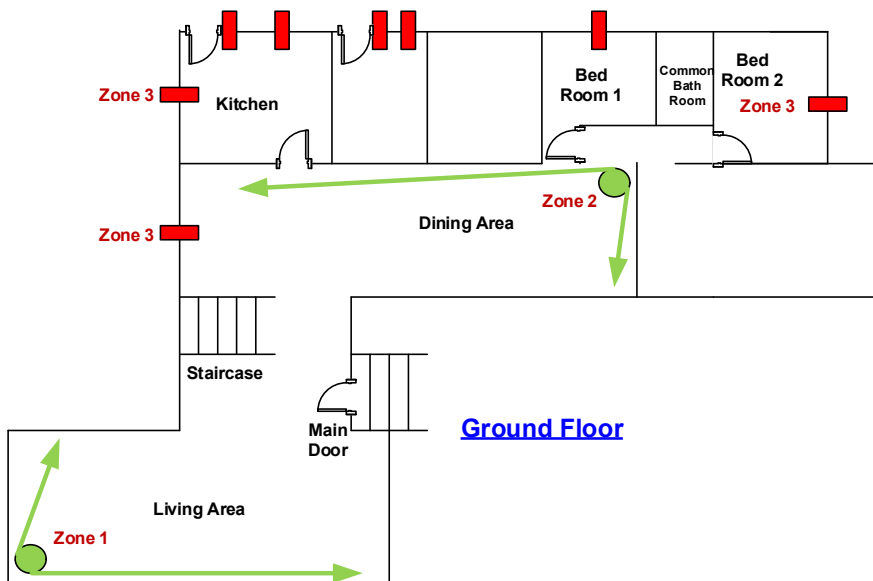 Zone 3
Kitchen
Bed
Room 1
Common
Bath
Room
Bed
Room 2
Zone 3
Zone 2
Zone 3
Dining Area
Staircase
Main
Door
Ground Floor
Living Area
Zone 1